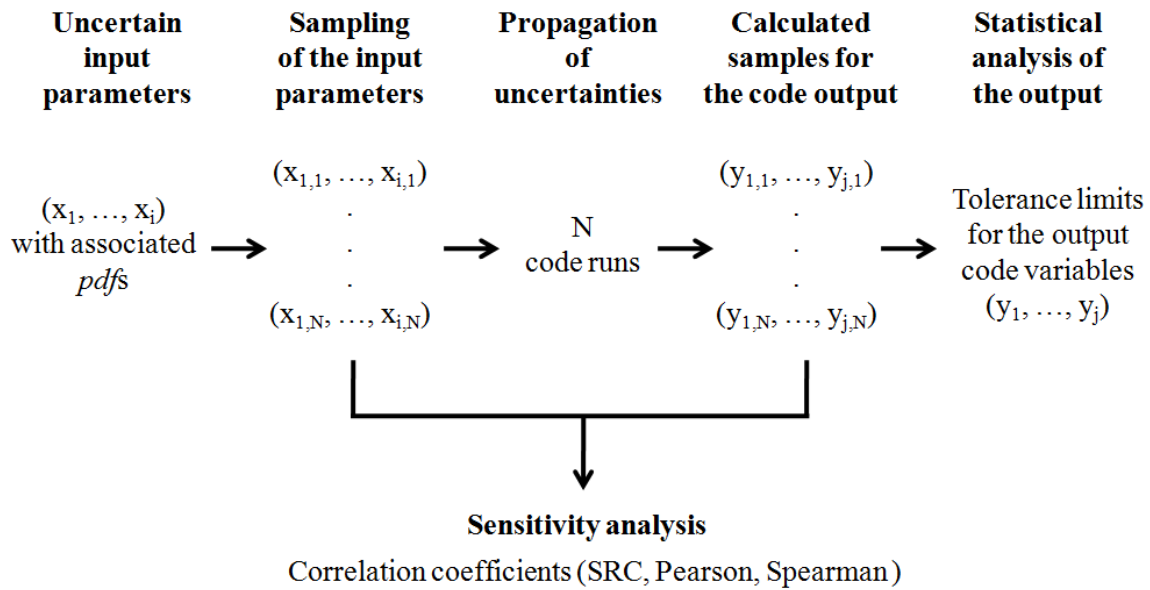 Uncertain
input
parameters
Sampling
of the input
parameters
Propagation
of
uncertainties
Calculated
samples for
the code output
Statistical
analysis of
the output
(x1, …, xi)
with associated
pdfs
(x1,1, …, xi,1)
.
.
.
(x1,N, …, xi,N)
N
code runs
(y1,1, …, yj,1)
.
.
.
(y1,N, …, yj,N)
Tolerance limits
for the output
code variables
(y1, …, yj)
Sensitivity analysis
Correlation coefficients (SRC, Pearson, Spearman)